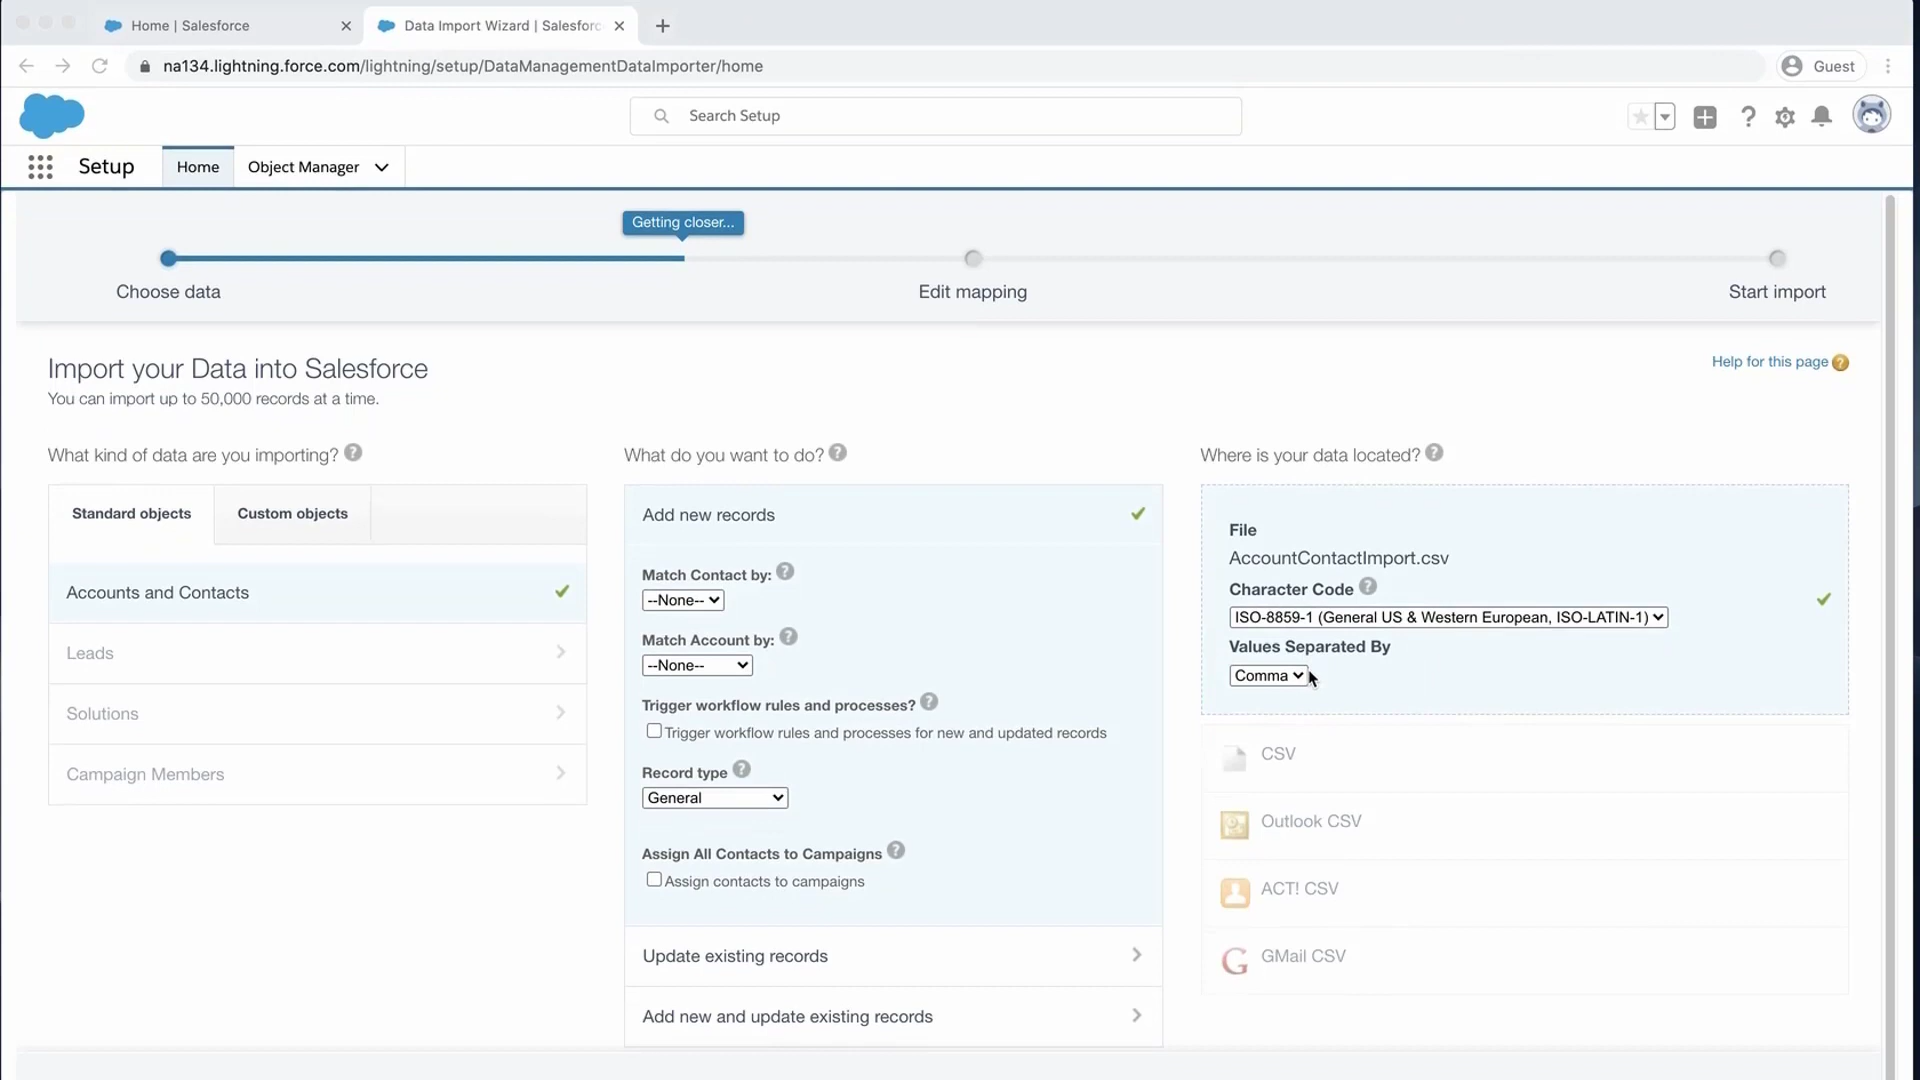 Home | Salesforce
Data Import Wizard | Salesforc
na134.lightning.force.com/lightning/setup/DataManagementDataImporter/home
Guest
Search Setup
Setup
Home
Object Manager
Getting closer...
Choose data
Edit mapping
Start import
Import your Data into Salesforce
You can import up to 50,000 records at a time.
Help for this page ?
What kind of data are you importing? ?
Standard objects
Custom objects
Accounts and Contacts
Leads
Solutions
Campaign Members
What do you want to do? ?
Add new records
Match Contact by: ?
--None--
Match Account by: ?
--None--
Trigger workflow rules and processes? ?
Trigger workflow rules and processes for new and updated records
Record type ?
General
Assign All Contacts to Campaigns ?
Assign contacts to campaigns
Update existing records
Add new and update existing records
Where is your data located? ?
File
AccountContactImport.csv
Character Code ?
ISO-8859-1 (General US & Western European, ISO-LATIN-1)
Values Separated By
Comma
CSV
Outlook CSV
ACT! CSV
G GMail CSV